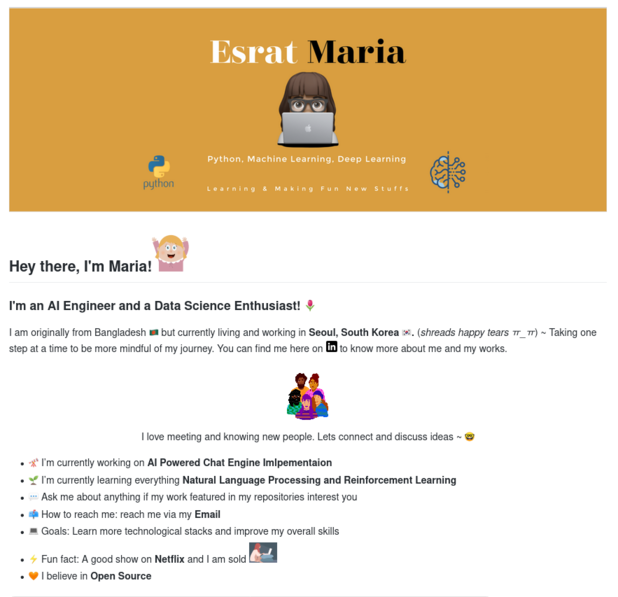 Esrat Maria
Python, Machine Learning, Deep Learning
python
Learning & Making Fun New Stuffs
Hey there, I'm Maria!
I'm an AI Engineer and a Data Science Enthusiast! 🌷
I am originally from Bangladesh 🇧🇩 but currently living and working in Seoul, South Korea 🇰🇷. (shreads happy tears ㅠ_ㅠ) ~ Taking one
step at a time to be more mindful of my journey. You can find me here on in to know more about me and my works.
I love meeting and knowing new people. Lets connect and discuss ideas ~ 🤓
• 🔭 I'm currently working on AI Powered Chat Engine Imlpementaion
• 🌱 I'm currently learning everything Natural Language Processing and Reinforcement Learning
• 💬 Ask me about anything if my work featured in my repositories interest you
• 📫 How to reach me: reach me via my Email
• 💻 Goals: Learn more technological stacks and improve my overall skills
• ⚡ Fun fact: A good show on Netflix and I am sold
• 🧡 I believe in Open Source